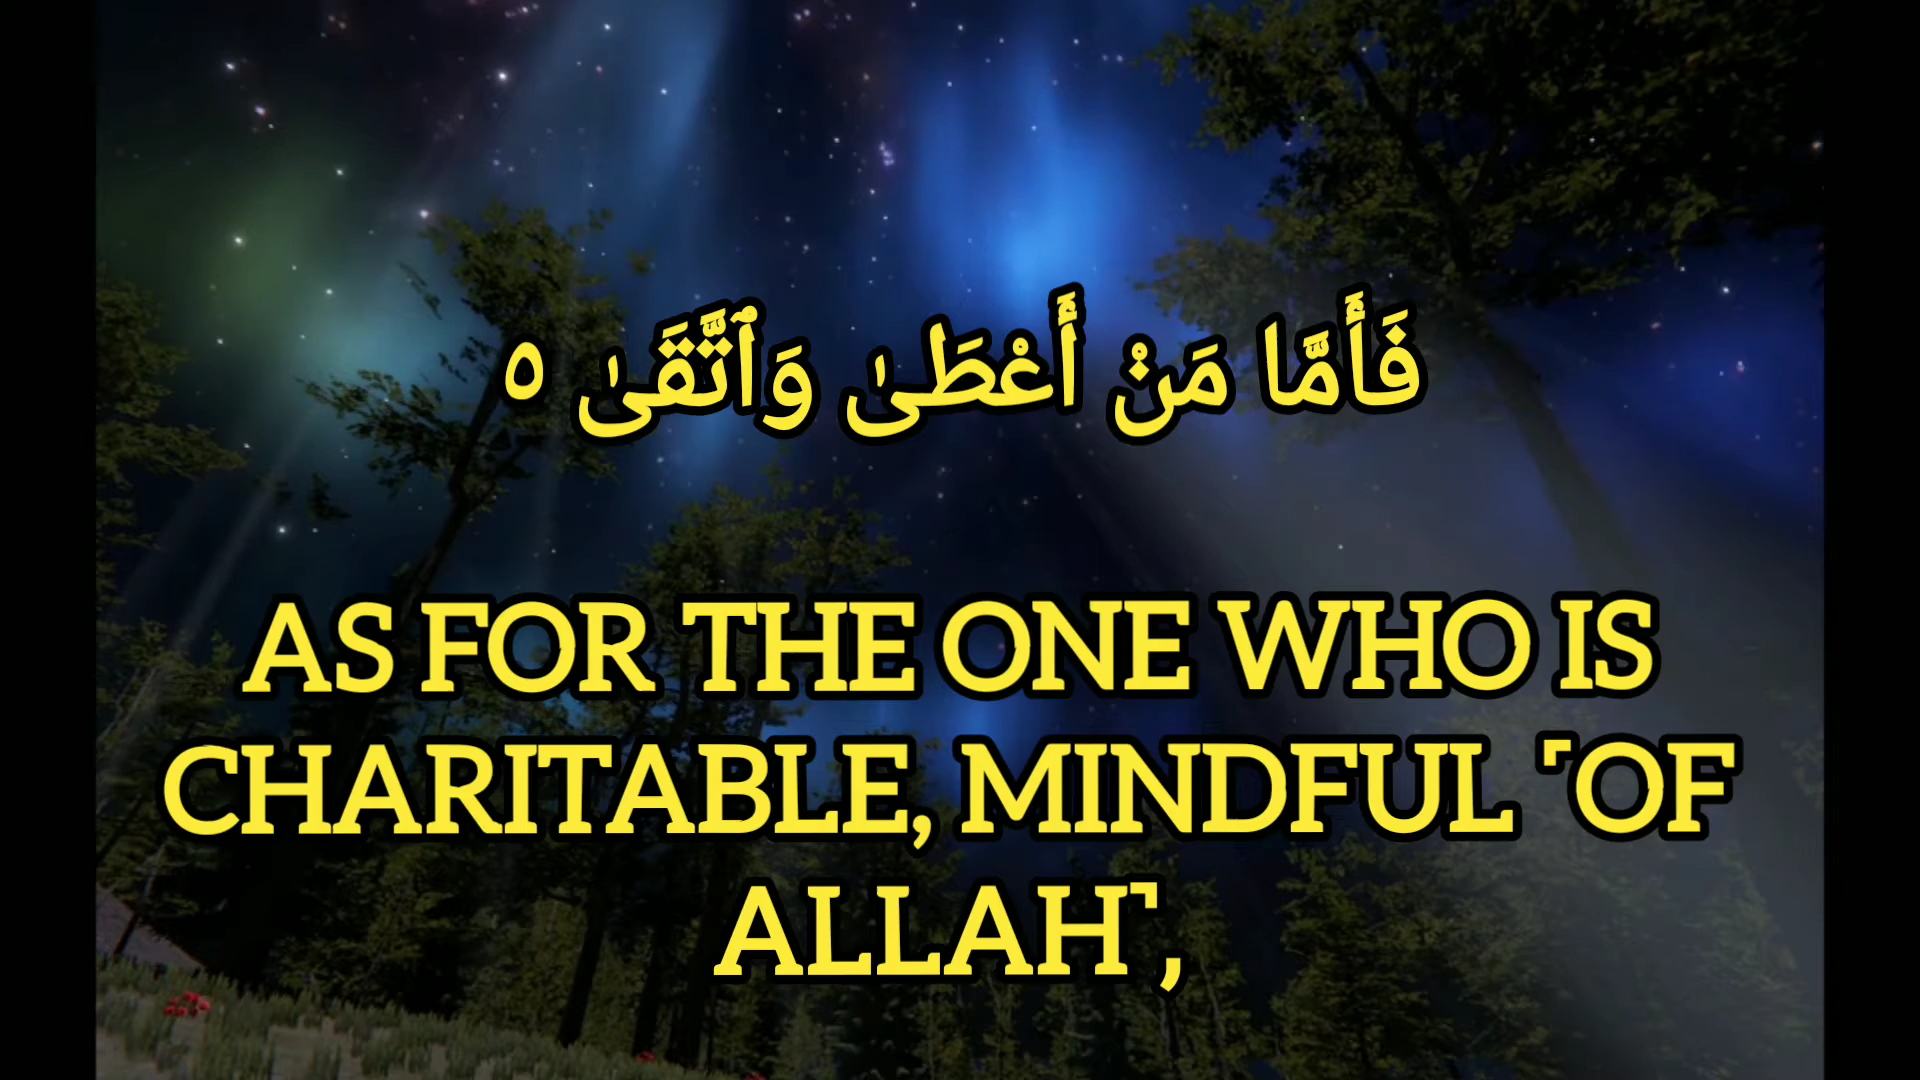 فَأَمَّا مَنْ أَعْطَىٰ وَٱتَّقَىٰ ٥
AS FOR THE ONE WHO IS
CHARITABLE, MINDFUL ˹OF
ALLAH˺,